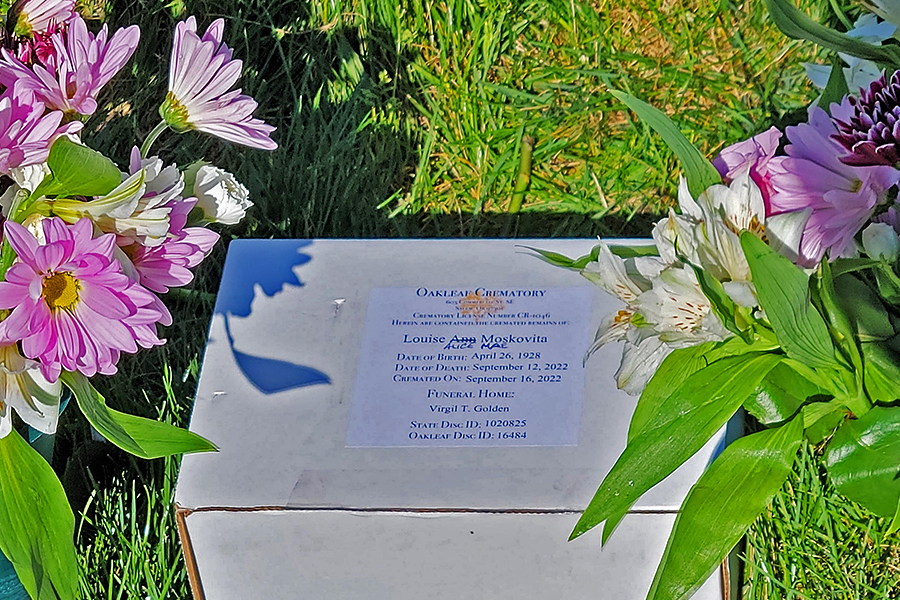 OAKLEAF CREMATORY
CREMATORY LICENSE NUMBER CR-10346
HEREIN ARE CONTAINED THE CREMATED REMAINS OF:
Louise Ann Moskovita
ALICE MAE
DATE OF BIRTH: April 26, 1928
DATE OF DEATH: September 12, 2022
CREMATED ON: September 16, 2022
FUNERAL HOME:
Virgil T. Golden
STATE DISC ID: 1020825
OAKLEAF DISC ID: 16484